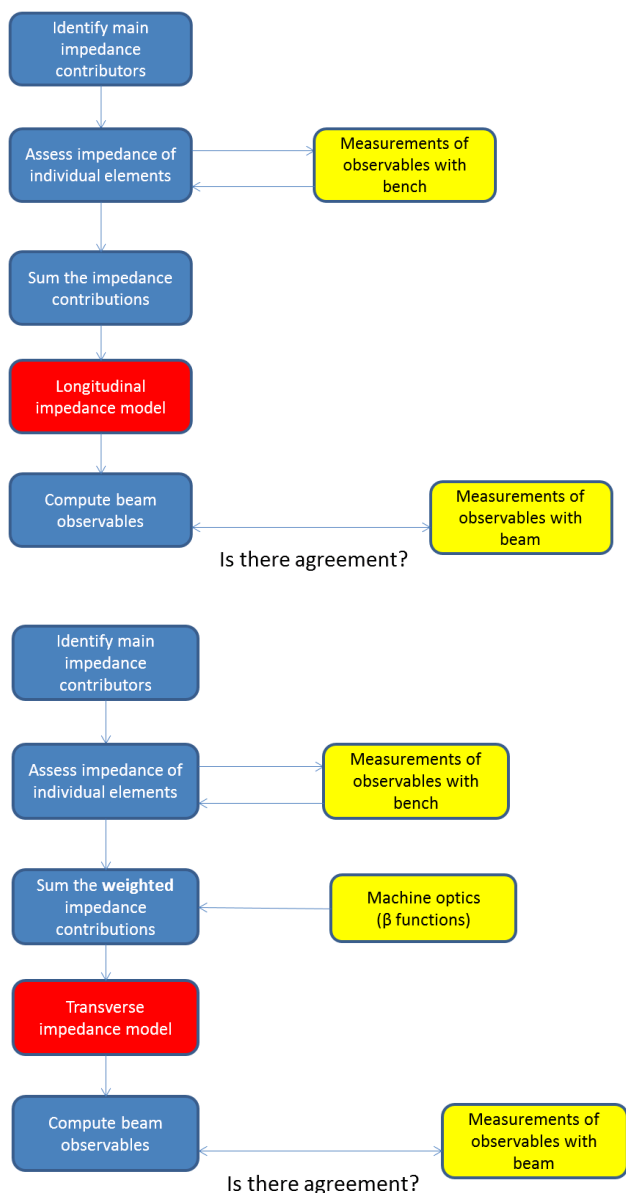 Identify main
impedance
contributors
Assess impedance of
individual elements
Measurements of
observables with
bench
Sum the impedance
contributions
Longitudinal
impedance model
Compute beam
observables
Measurements of
observables with
beam
Is there agreement?
Identify main
impedance
contributors
Assess impedance of
individual elements
Measurements of
observables with
bench
Sum the weighted
impedance
contributions
Machine optics
(β functions)
Transverse
impedance model
Compute beam
observables
Measurements of
observables with
beam
Is there agreement?